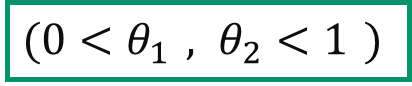 (0 < θ₁ , θ₂ < 1 )